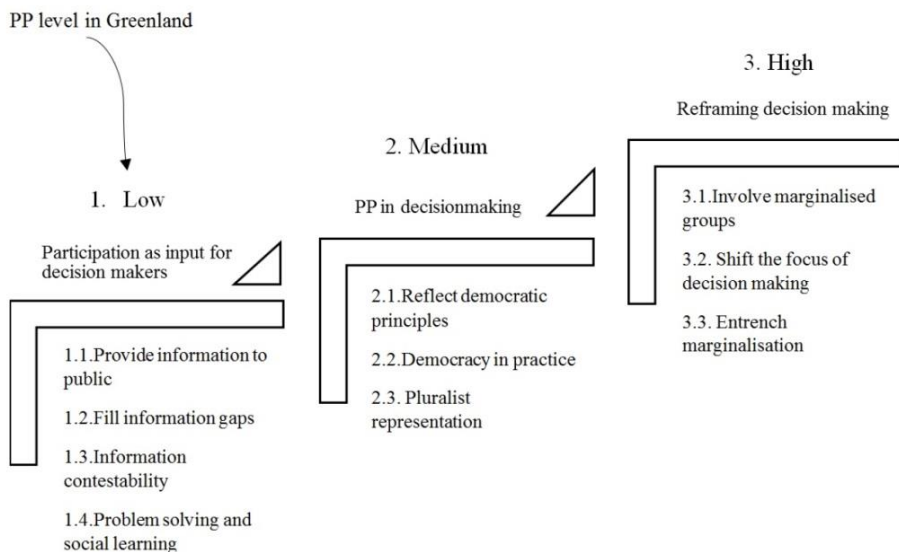 PP level in Greenland
1. Low
Participation as input for
decision makers
1.1.Provide information to
public
1.2.Fill information gaps
1.3.Information
contestability
1.4.Problem solving and
social learning
2. Medium
PP in decisionmaking
2.1.Reflect democratic
principles
2.2.Democracy in practice
2.3. Pluralist
representation
3. High
Reframing decision making
3.1.Involve marginalised
groups
3.2. Shift the focus of
decision making
3.3. Entrench
marginalisation